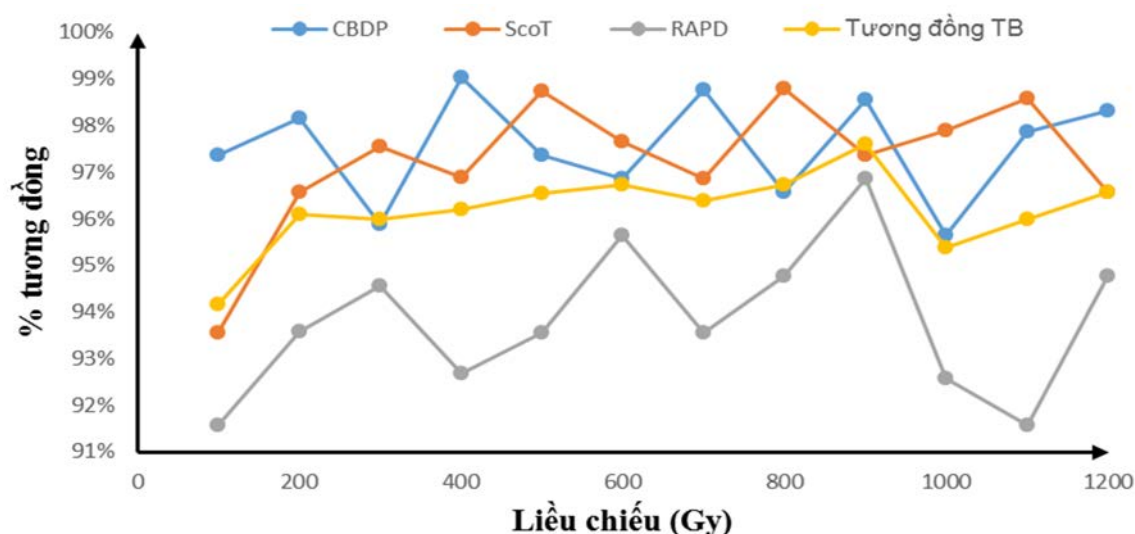 100%
CBDP
ScoT
RAPD
Tương đồng TB
99%
98%
97%
96%
95%
94%
93%
92%
91%
% tương đồng
0
200
400
600
800
1000
1200
Liều chiếu (Gy)